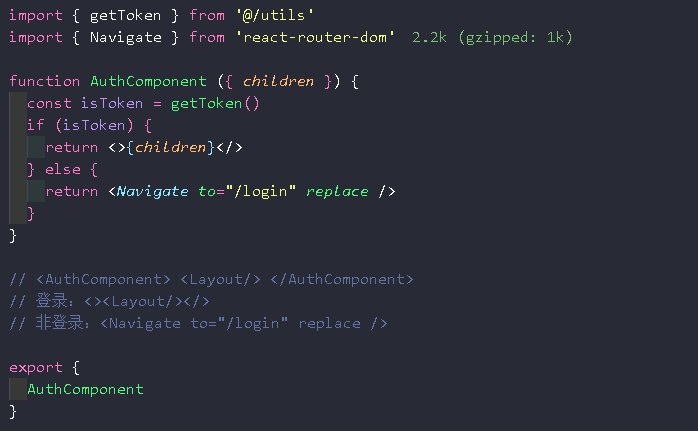 import { getToken } from '@/utils'
import { Navigate } from 'react-router-dom' 2.2k (gzipped: 1k)
function AuthComponent ({ children }) {
const isToken = getToken()
if (isToken) {
return <>{children}</>
} else {
return <Navigate to="/login" replace />
}
}
// <AuthComponent> <Layout/> </AuthComponent>
// 登录：<><Layout/></>
// 非登录：<Navigate to="/login" replace />
export {
AuthComponent
}